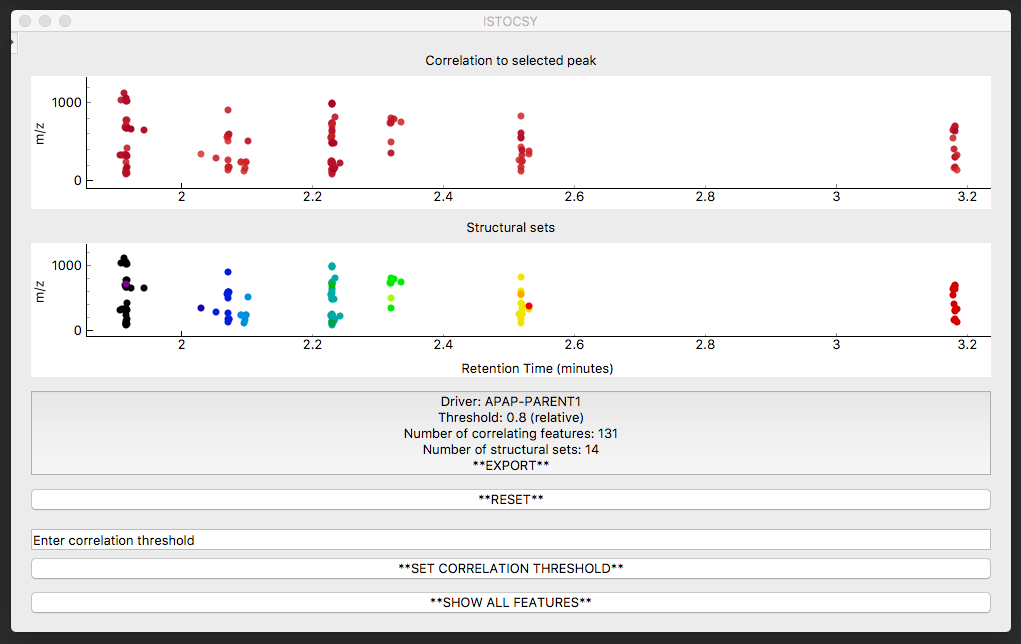 ISTOCSY
Correlation to selected peak
1000
m/z
0
2 2.2 2.4 2.6 2.8 3 3.2
Structural sets
1000
m/z
0
2 2.2 2.4 2.6 2.8 3 3.2
Retention Time (minutes)
Driver: APAP-PARENT1
Threshold: 0.8 (relative)
Number of correlating features: 131
Number of structural sets: 14
**EXPORT**
**RESET**
Enter correlation threshold
**SET CORRELATION THRESHOLD**
**SHOW ALL FEATURES**